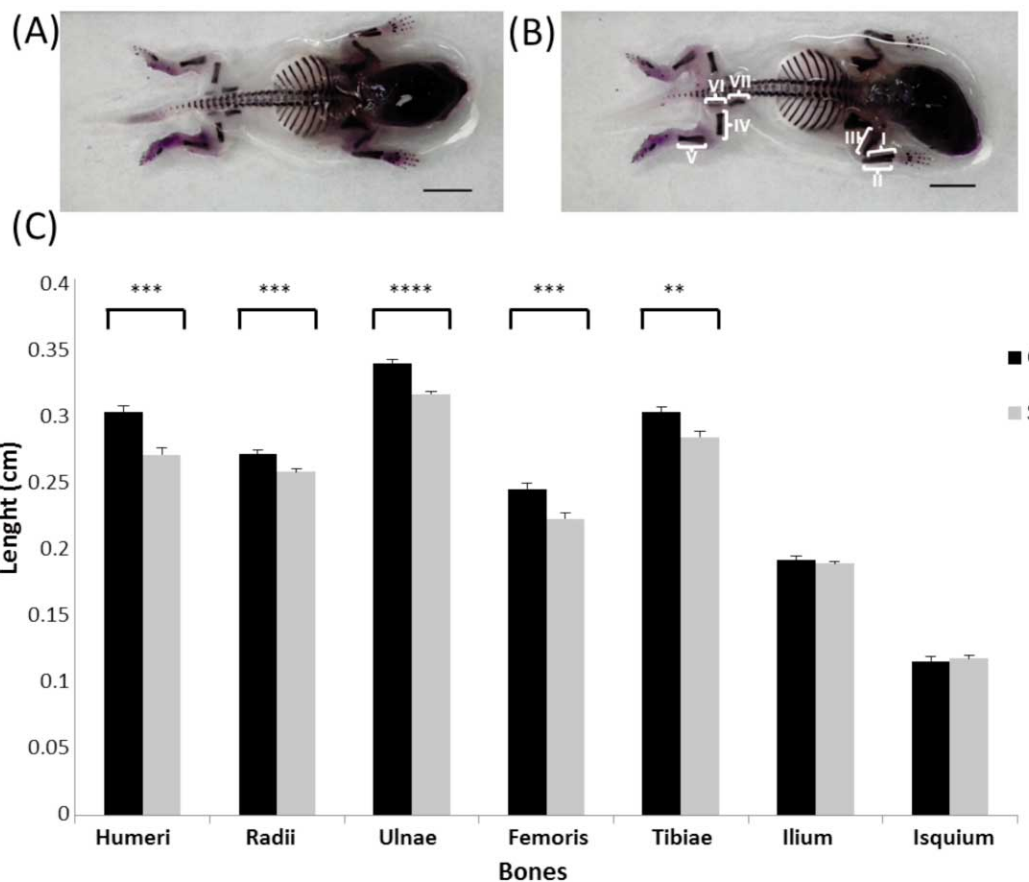 (A)
(B)
VI VII
IV
V
III I
II
(C)
Lenght (cm)
0.4
0.35
0.3
0.25
0.2
0.15
0.1
0.05
0
*** *** **** *** **
Humeri Radii Ulnae Femoris Tibiae Ilium Isquium
Bones